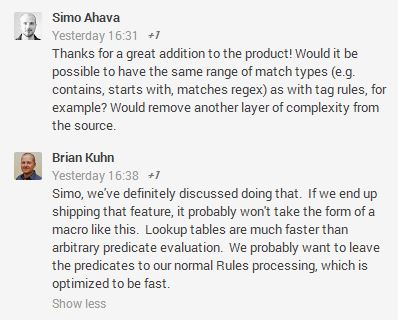 Simo Ahava
Yesterday 16:31 +1
Thanks for a great addition to the product! Would it be
possible to have the same range of match types (e.g.
contains, starts with, matches regex) as with tag rules, for
example? Would remove another layer of complexity from
the source.
Brian Kuhn
Yesterday 16:38 +1
Simo, we've definitely discussed doing that.  If we end up
shipping that feature, it probably won't take the form of a
macro like this.  Lookup tables are much faster than
arbitrary predicate evaluation.  We probably want to leave
the predicates to our normal Rules processing, which is
optimized to be fast.
Show less